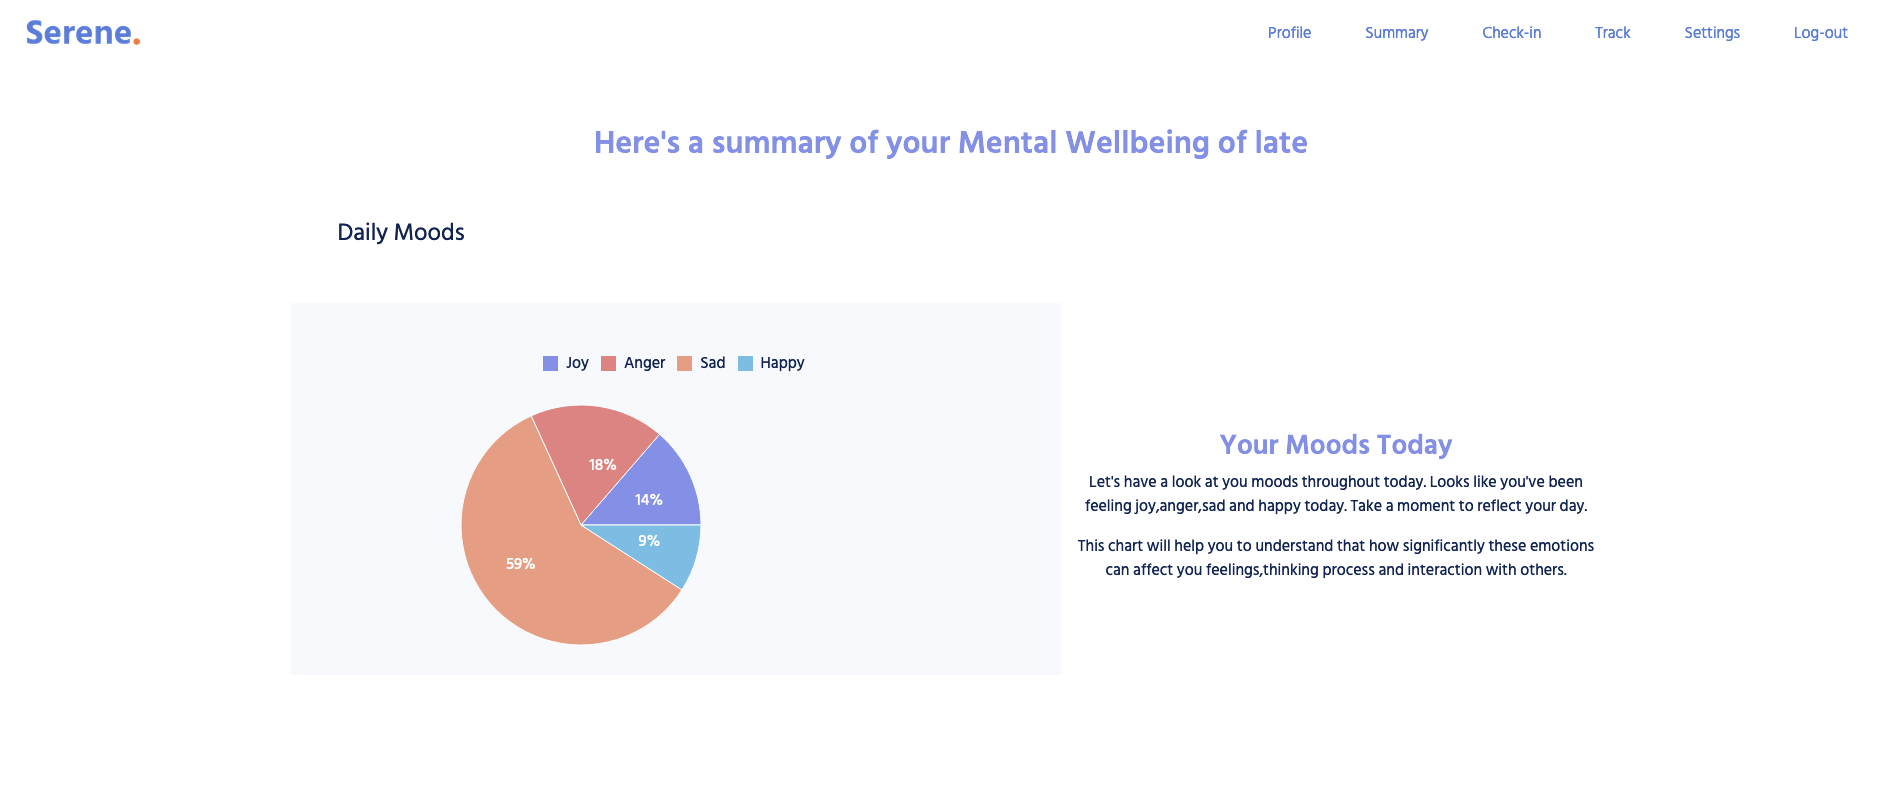 Serene.
Profile Summary Check-in Track Settings Log-out
Here's a summary of your Mental Wellbeing of late
Daily Moods
Joy Anger Sad Happy
18%
14%
9%
59%
Your Moods Today
Let's have a look at you moods throughout today. Looks like you've been
feeling joy,anger,sad and happy today. Take a moment to reflect your day.
This chart will help you to understand that how significantly these emotions
can affect you feelings,thinking process and interaction with others.